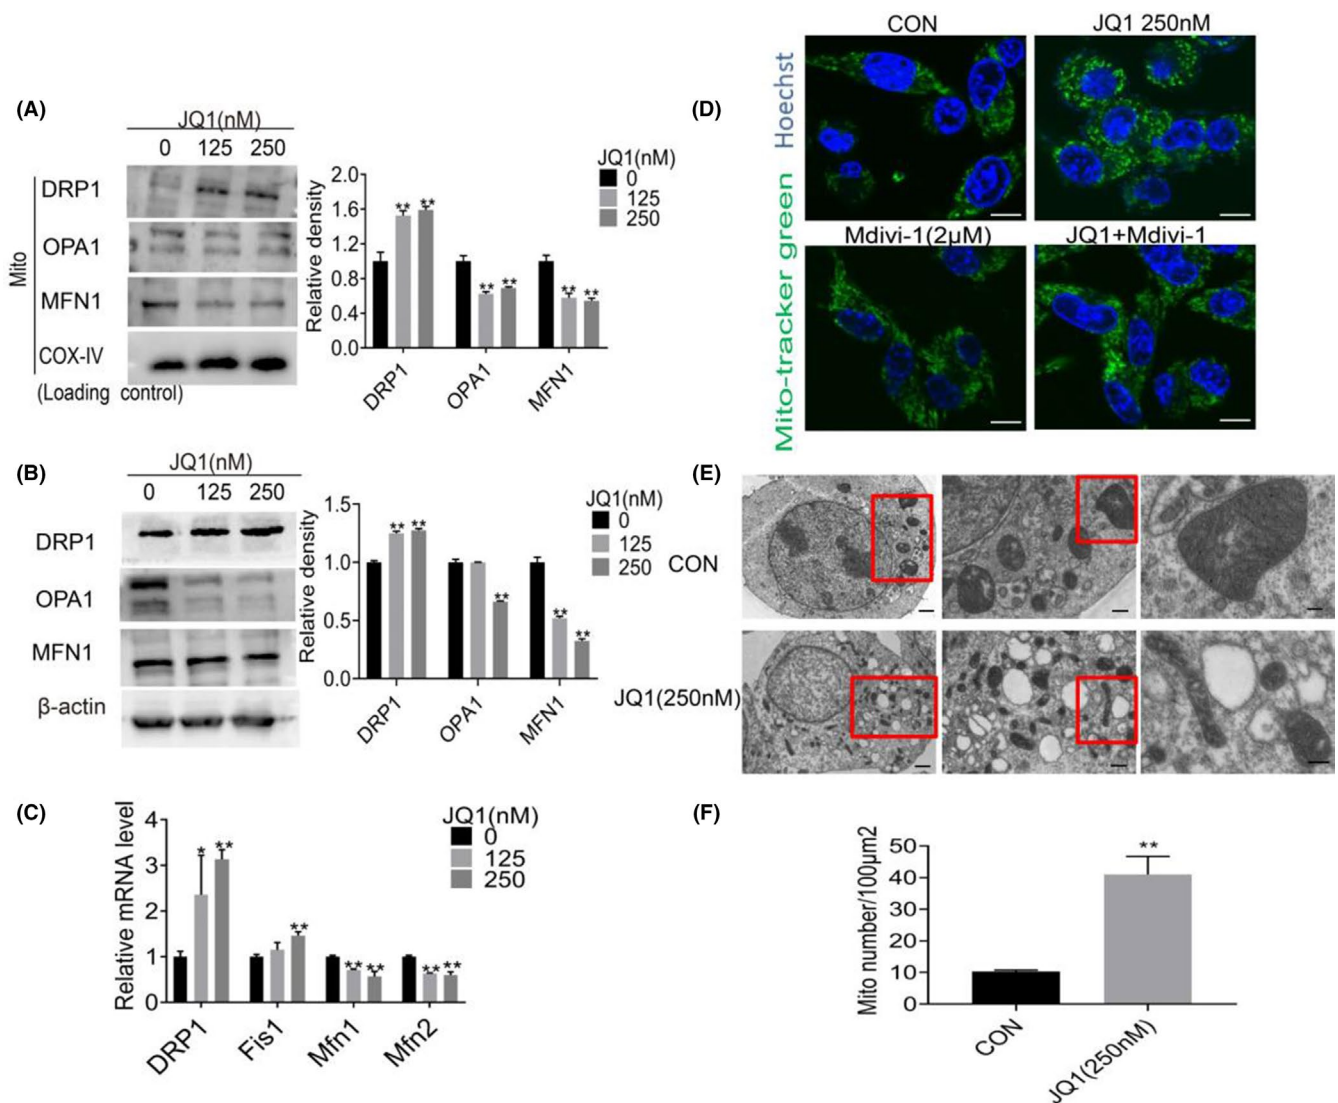 (A)
JQ1(nM)
0 125 250
Mito
DRP1
OPA1
MFN1
COX-IV
(Loading control)
Relative density
2.0
1.6
1.2
0.8
0.4
0.0
** **
** **
** **
DRP1 OPA1 MFN1
JQ1(nM)
0
125
250
(B)
JQ1(nM)
0 125 250
DRP1
OPA1
MFN1
β-actin
Relative density
1.5
1.0
0.5
0.0
** **
**
**
**
DRP1 OPA1 MFN1
JQ1(nM)
0
125
250
(C)
Relative mRNA level
4
3
2
1
0
* **
**
** **
** **
DRP1 Fis1 Mfn1 Mfn2
JQ1(nM)
0
125
250
(D)
Mito-tracker green Hoechst
CON JQ1 250nM
Mdivi-1(2μM) JQ1+Mdivi-1
(E)
CON
JQ1(250nM)
(F)
Mito number/100μm2
50
40
30
20
10
0
**
CON JQ1(250nM)